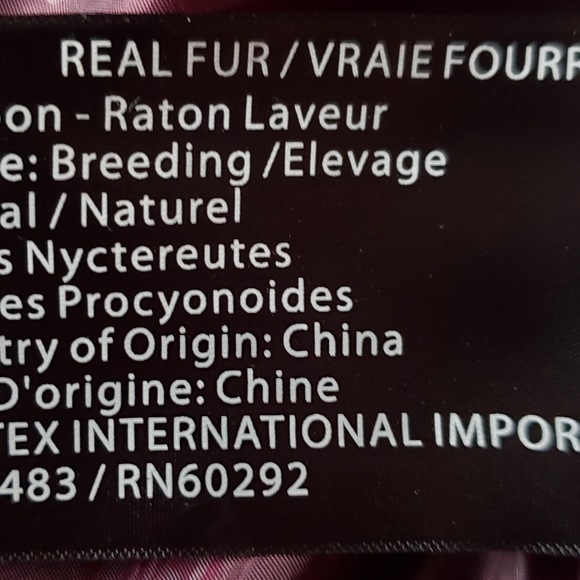 REAL FUR / VRAIE FOURR
oon - Raton Laveur
e: Breeding /Elevage
al / Naturel
s Nyctereutes
es Procyonoides
try of Origin: China
D'origine: Chine
TEX INTERNATIONAL IMPOR
483 / RN60292